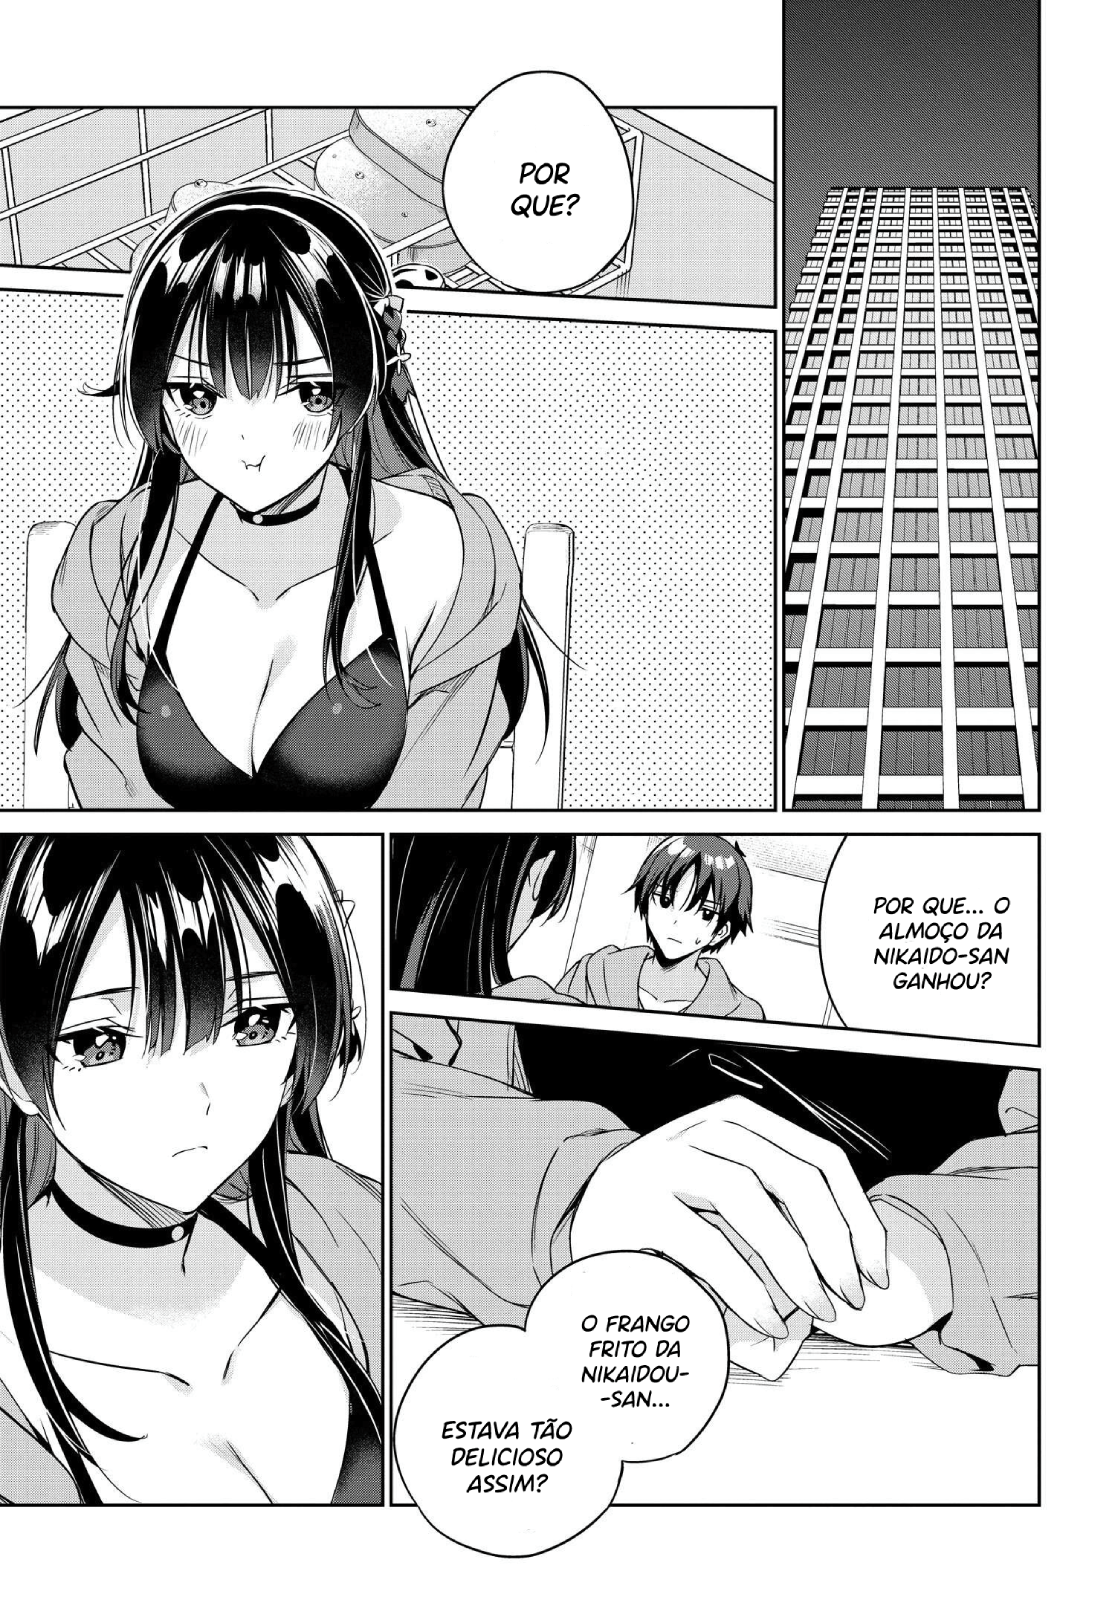 POR
QUE?
POR QUE... O
ALMOÇO DA
NIKAIDO-SAN
GANHOU?
O FRANGO
FRITO DA
NIKAIDOU-
-SAN...
ESTAVA TÃO
DELICIOSO
ASSIM?